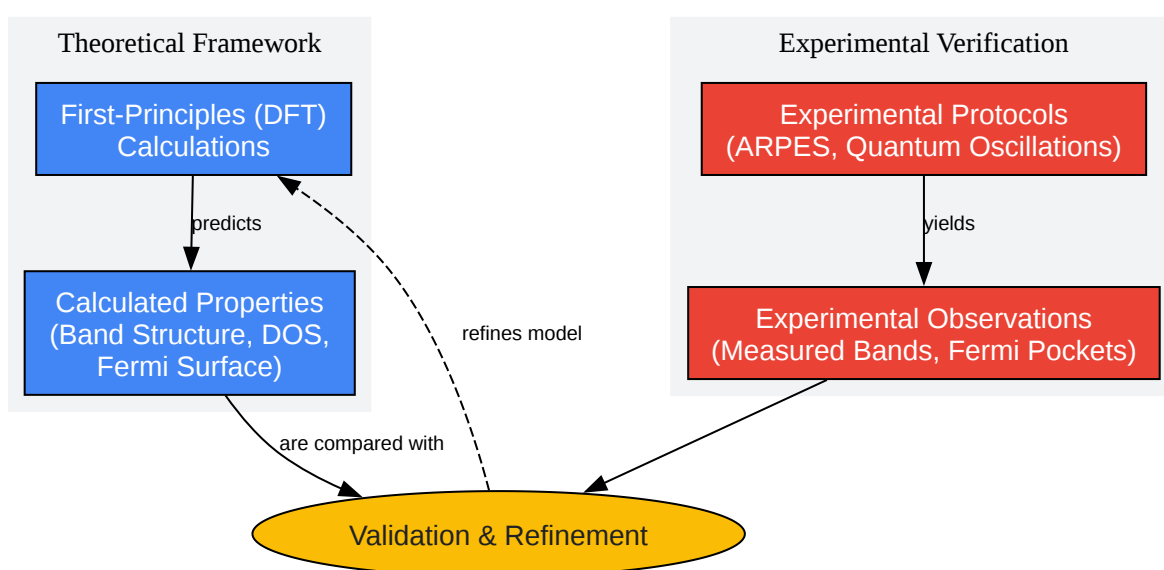 Theoretical Framework
First-Principles (DFT)
Calculations
predicts
Calculated Properties
(Band Structure, DOS,
Fermi Surface)
are compared with
refines model
Experimental Verification
Experimental Protocols
(ARPES, Quantum Oscillations)
yields
Experimental Observations
(Measured Bands, Fermi Pockets)
Validation & Refinement